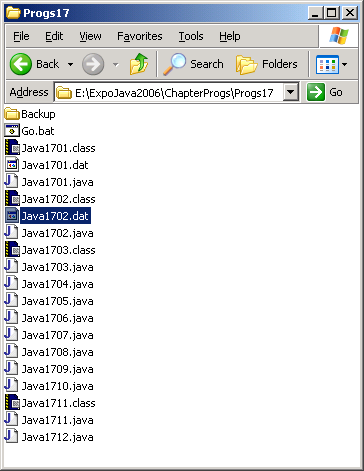 Progs17
File Edit View Favorites Tools Help
Back Search Folders
Address E:\ExpoJava2006\ChapterProgs\Progs17 Go
Backup
Go.bat
Java1701.class
Java1701.dat
Java1701.java
Java1702.class
Java1702.dat
Java1702.java
Java1703.class
Java1703.java
Java1704.java
Java1705.java
Java1706.java
Java1707.java
Java1708.java
Java1709.java
Java1710.java
Java1711.class
Java1711.java
Java1712.java